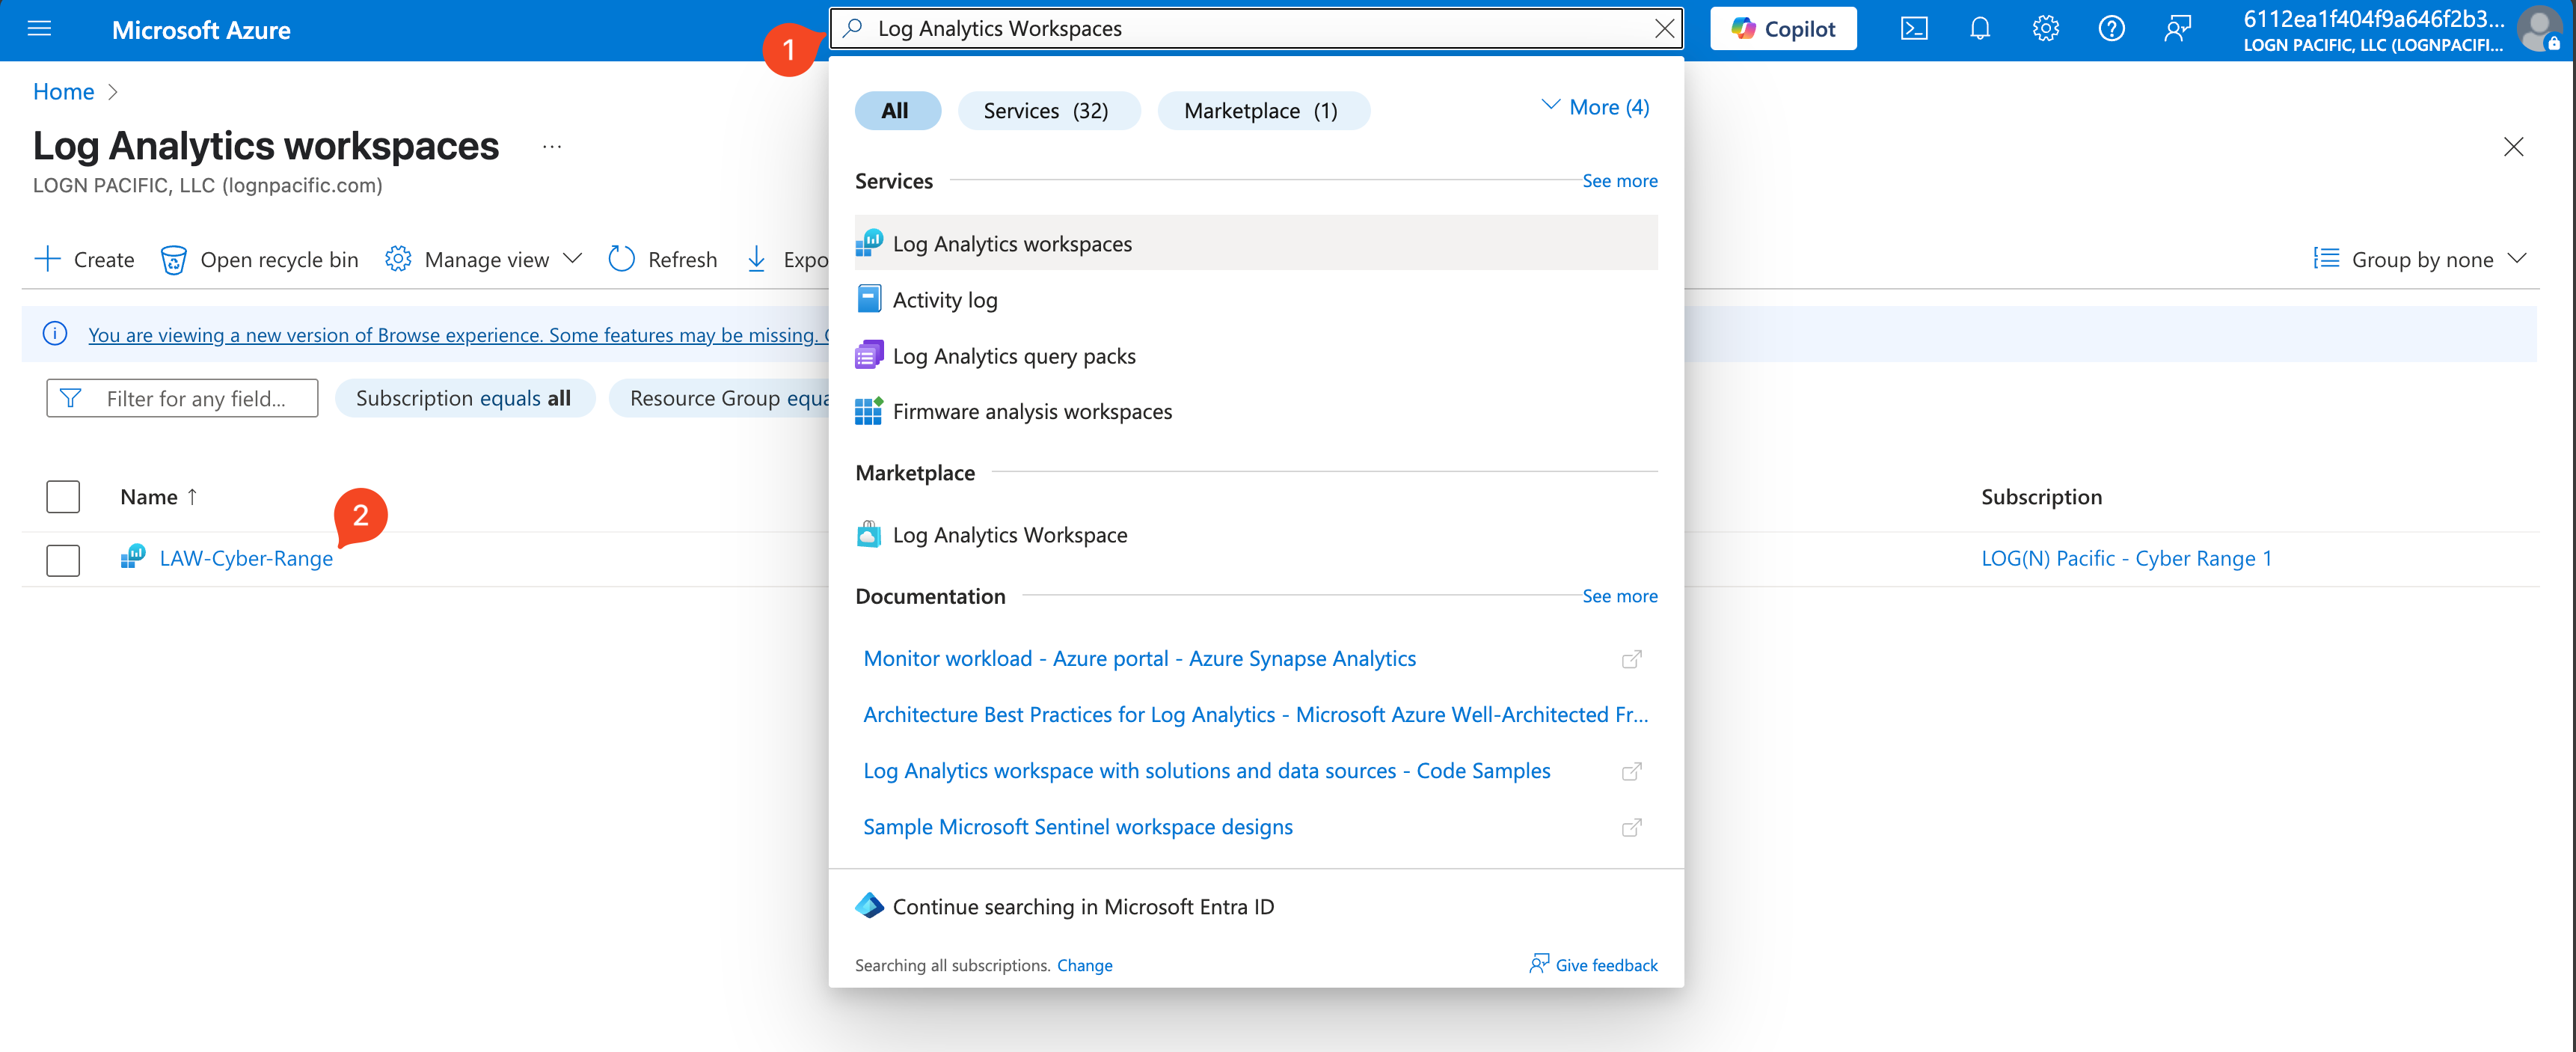 Microsoft Azure
1
Log Analytics Workspaces
Copilot
6112ea1f404f9a646f2b3...
LOGN PACIFIC, LLC (LOGNPACIFI...
Home
Log Analytics workspaces
...
LOGN PACIFIC, LLC (lognpacific.com)
Create
Open recycle bin
Manage view
Refresh
Expo
Group by none
You are viewing a new version of Browse experience. Some features may be missing.
Filter for any field...
Subscription equals all
Resource Group equa
Name ↑
Subscription
2
LAW-Cyber-Range
LOG(N) Pacific - Cyber Range 1
All
Services (32)
Marketplace (1)
More (4)
Services
See more
Log Analytics workspaces
Activity log
Log Analytics query packs
Firmware analysis workspaces
Marketplace
Log Analytics Workspace
Documentation
See more
Monitor workload - Azure portal - Azure Synapse Analytics
Architecture Best Practices for Log Analytics - Microsoft Azure Well-Architected Fr...
Log Analytics workspace with solutions and data sources - Code Samples
Sample Microsoft Sentinel workspace designs
Continue searching in Microsoft Entra ID
Searching all subscriptions. Change
Give feedback